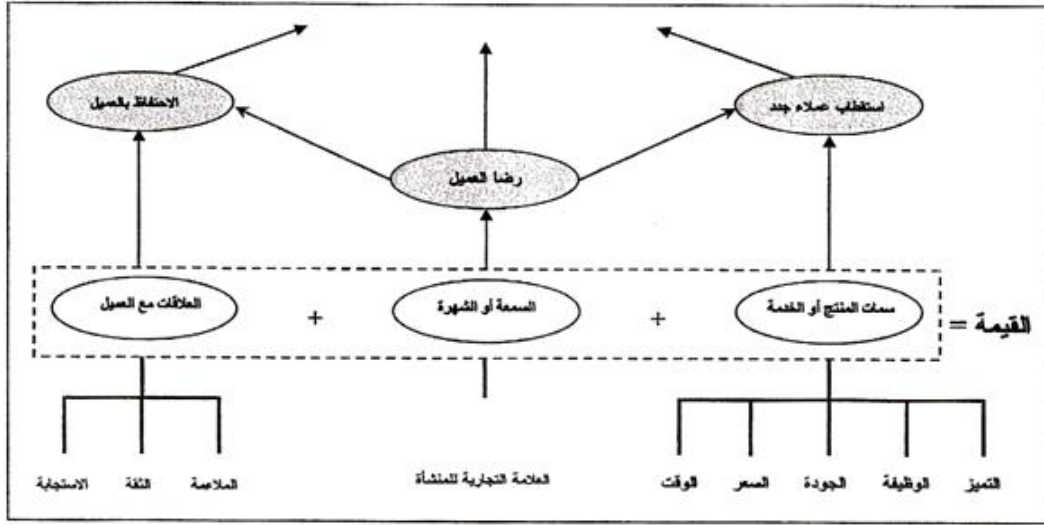 الاحتفاظ بالعميل
استقطاب عملاء جدد
رضا العميل
القيمة = سمات المنتج أو الخدمة + السمعة أو الشهرة + العلاقات مع العميل
التميز الوظيفة الجودة السعر الوقت
العلامة التجارية للمنشأة
الملاءمة الثقة الاستجابة